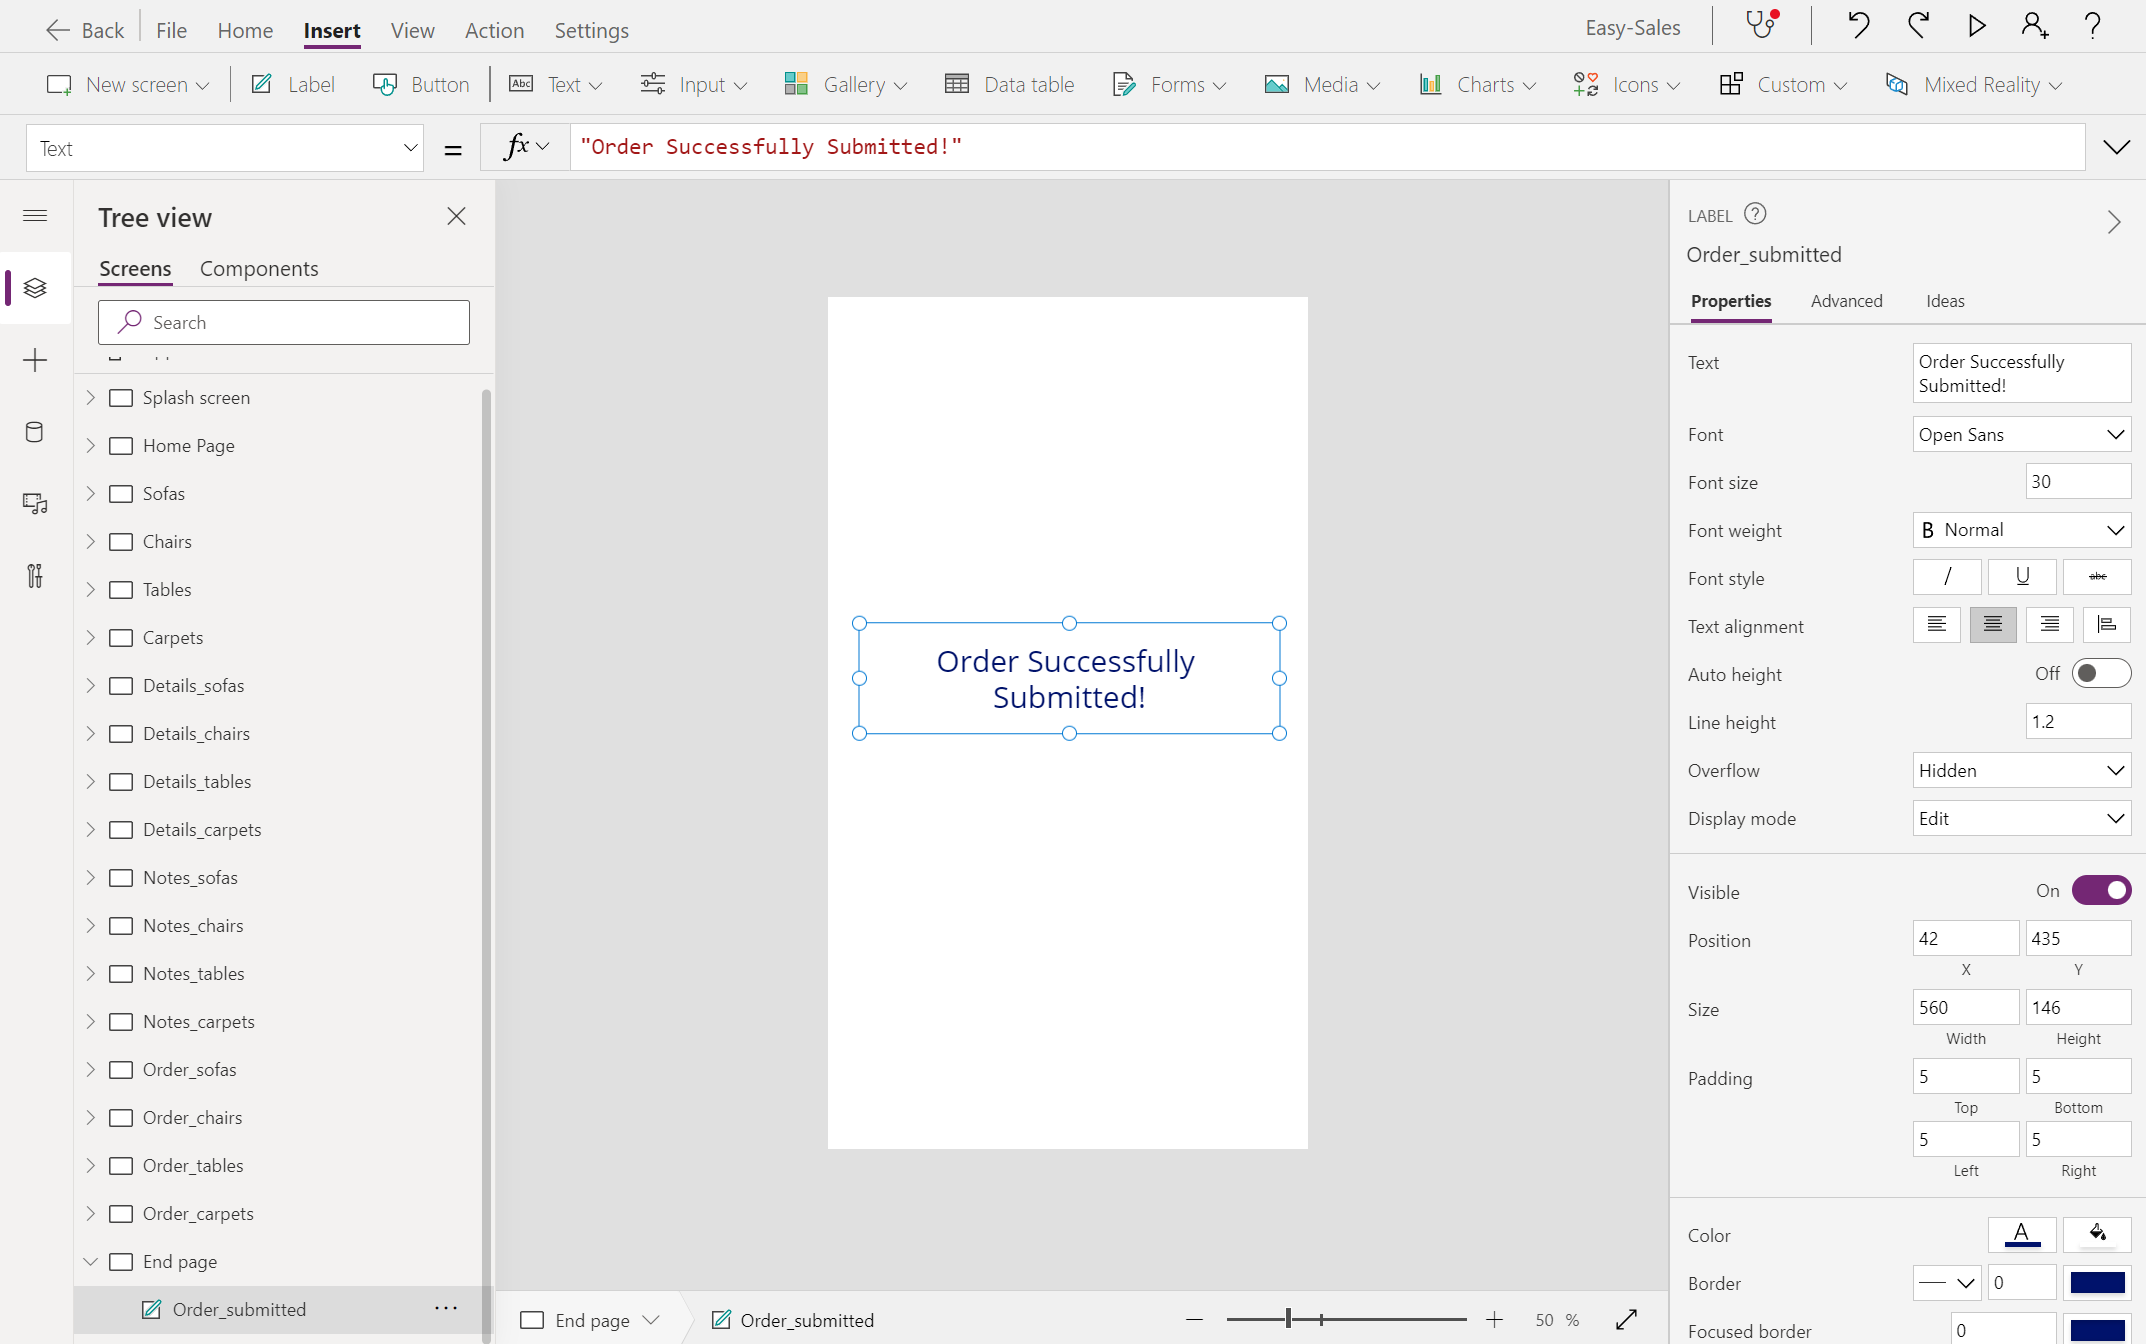 Back File Home Insert View Action Settings Easy-Sales
New screen Label Button Abc Text Input Gallery Data table Forms Media Charts Icons Custom Mixed Reality
Text = fx "Order Successfully Submitted!"
Tree view
Screens Components
Search
Splash screen
Home Page
Sofas
Chairs
Tables
Carpets
Details_sofas
Details_chairs
Details_tables
Details_carpets
Notes_sofas
Notes_chairs
Notes_tables
Notes_carpets
Order_sofas
Order_chairs
Order_tables
Order_carpets
End page
Order_submitted
Order Successfully
Submitted!
End page Order_submitted 50 %
LABEL
Order_submitted
Properties Advanced Ideas
Text Order Successfully
Submitted!
Font Open Sans
Font size 30
Font weight B Normal
Font style / U abc
Text alignment
Auto height Off
Line height 1.2
Overflow Hidden
Display mode Edit
Visible On
Position 42 435
X Y
Size 560 146
Width Height
Padding 5 5
Top Bottom
5 5
Left Right
Color A
Border 0
Focused border 0